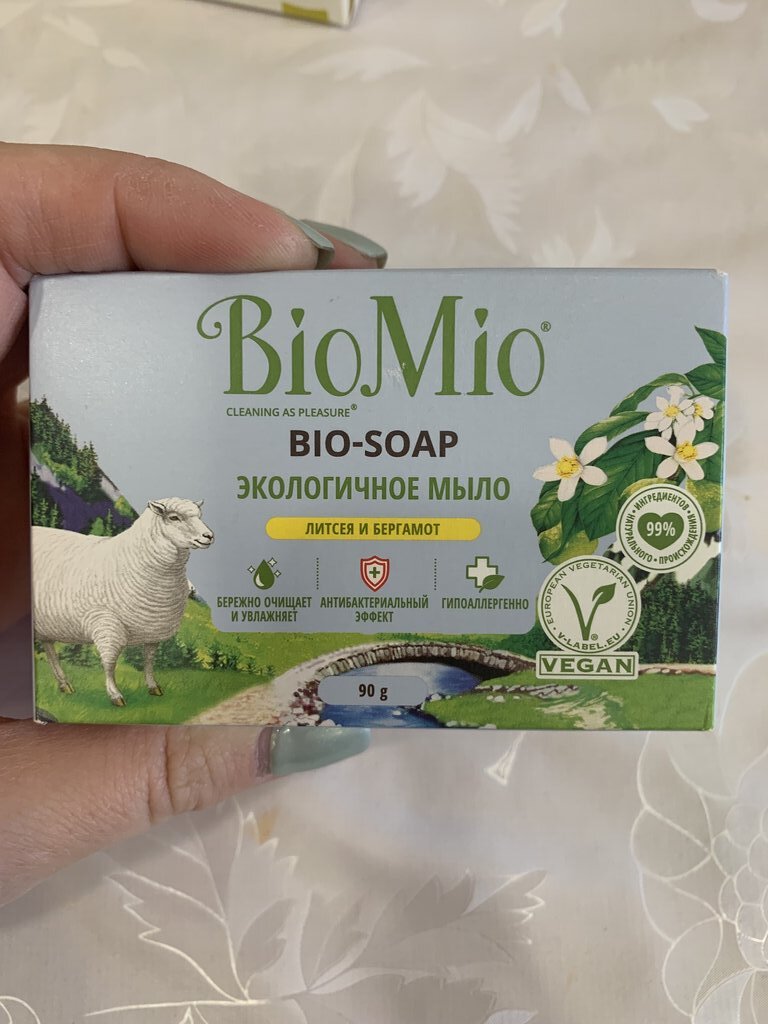 BioMio®
CLEANING AS PLEASURE®
BIO-SOAP
ЭКОЛОГИЧНОЕ МЫЛО
ЛИТСЕЯ И БЕРГАМОТ
БЕРЕЖНО ОЧИЩАЕТ
И УВЛАЖНЯЕТ
АНТИБАКТЕРИАЛЬНЫЙ
ЭФФЕКТ
ГИПОАЛЛЕРГЕННО
99%
ИНГРЕДИЕНТОВ • НАТУРАЛЬНОГО • ПРОИСХОЖДЕНИЯ •
EUROPEAN VEGETARIAN UNION
• V-LABEL.EU •
®
VEGAN
90 g